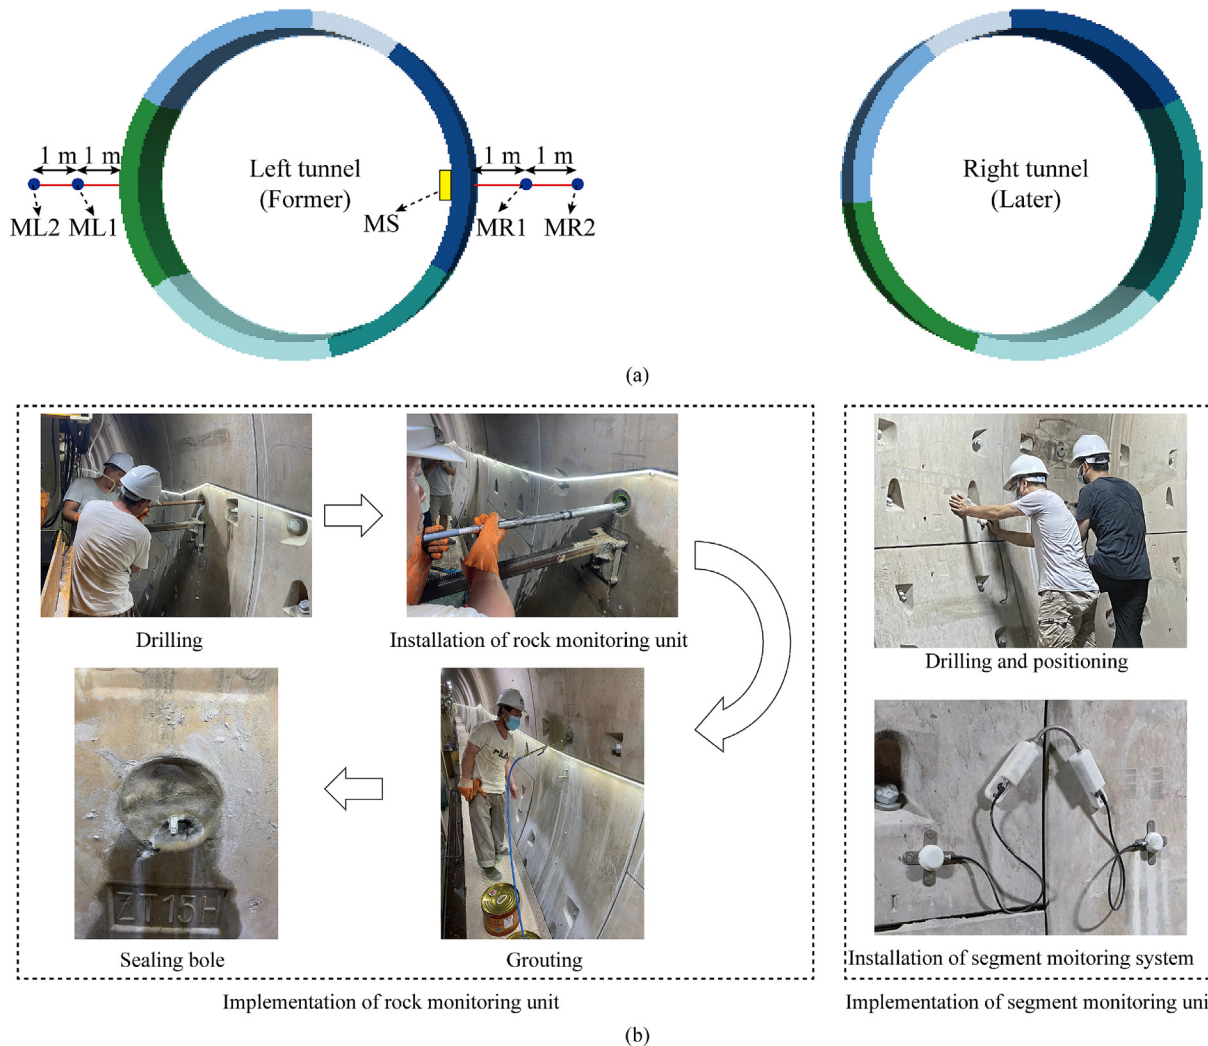 1 m 1 m
Left tunnel
(Former)
1 m 1 m
Right tunnel
(Later)
ML2 ML1
MS
MR1 MR2
(a)
Drilling
Installation of rock monitoring unit
Drilling and positioning
ZT15H
Sealing bole
Grouting
Installation of segment moitoring system
Implementation of rock monitoring unit
Implementation of segment monitoring uni
(b)